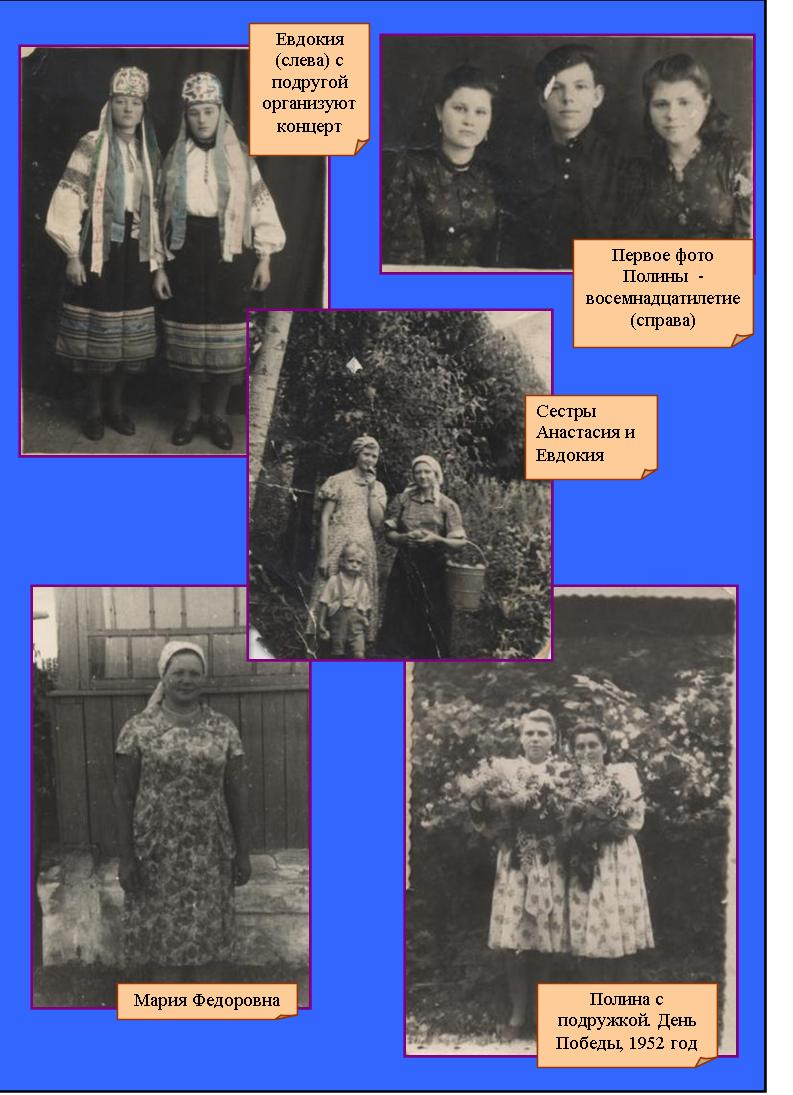 Евдокия
(слева) с
подругой
организуют
концерт
Первое фото
Полины -
восемнадцатилетие
(справа)
Сестры
Анастасия и
Евдокия
Мария Федоровна
Полина с
подружкой. День
Победы, 1952 год